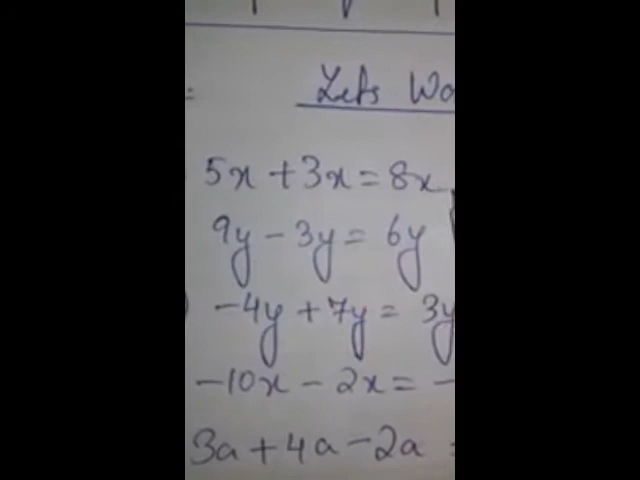 Lets Wo
5x + 3x = 8x
9y - 3y = 6y
-4y + 7y = 3y
-10x - 2x = -
3a + 4a - 2a =